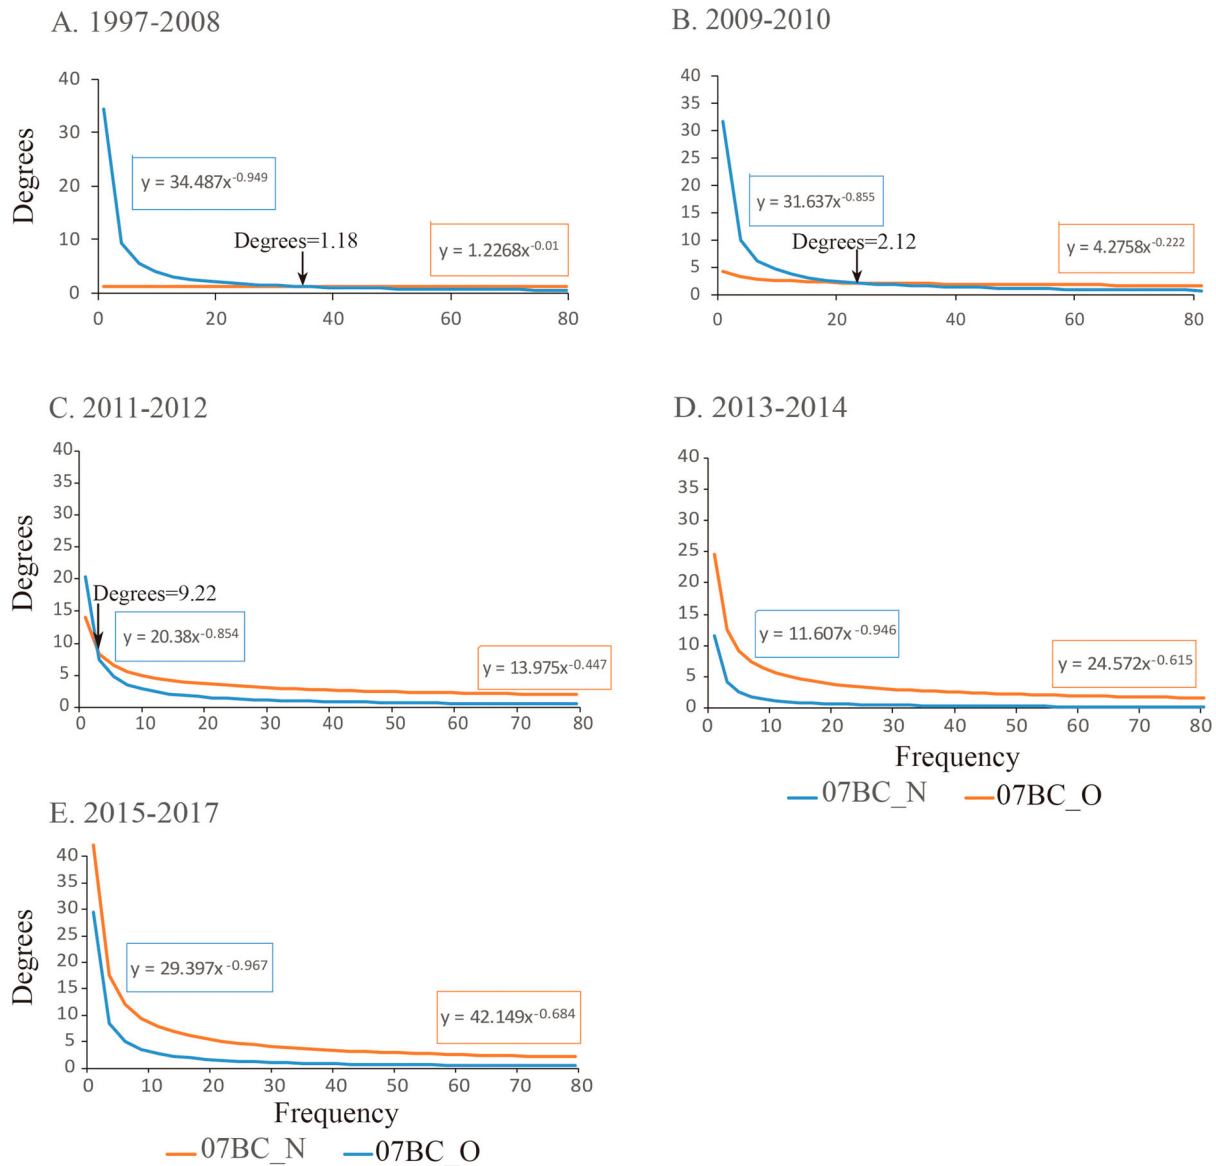 A. 1997-2008
Degrees
40
30
20
10
0
0 20 40 60 80
y = 34.487x^-0.949
Degrees=1.18
y = 1.2268x^-0.01
B. 2009-2010
40
35
30
25
20
15
10
5
0
0 20 40 60 80
y = 31.637x^-0.855
Degrees=2.12
y = 4.2758x^-0.222
C. 2011-2012
Degrees
40
35
30
25
20
15
10
5
0
0 10 20 30 40 50 60 70 80
Degrees=9.22
y = 20.38x^-0.854
y = 13.975x^-0.447
D. 2013-2014
40
35
30
25
20
15
10
5
0
0 10 20 30 40 50 60 70 80
y = 11.607x^-0.946
y = 24.572x^-0.615
Frequency
07BC_N 07BC_O
E. 2015-2017
Degrees
40
35
30
25
20
15
10
5
0
0 10 20 30 40 50 60 70 80
y = 29.397x^-0.967
y = 42.149x^-0.684
Frequency
07BC_N 07BC_O